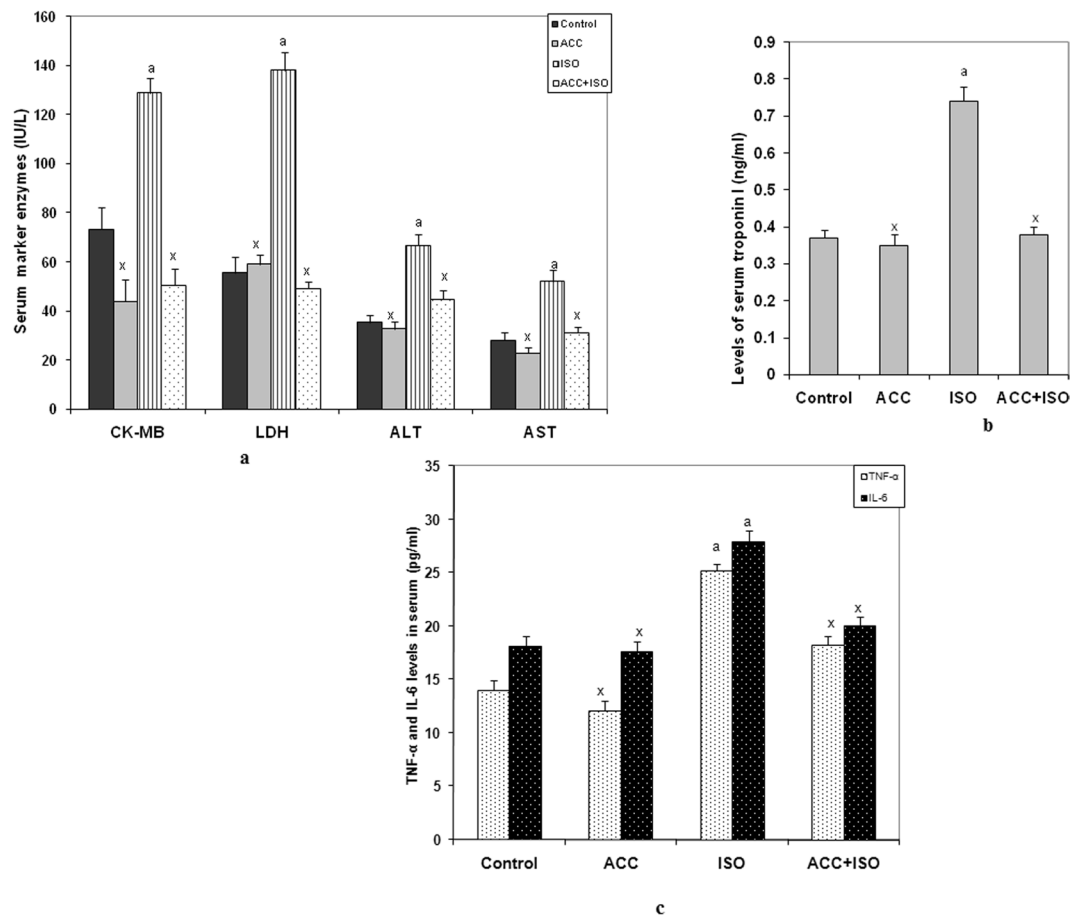 160
140
120
100
80
60
40
20
0
Serum marker enzymes (IU/L)
Control
ACC
ISO
ACC+ISO
x a x
x a x
x a x
x a x
CK-MB LDH ALT AST
a
0.9
0.8
0.7
0.6
0.5
0.4
0.3
0.2
0.1
0
Levels of serum troponin I (ng/ml)
x a x
Control ACC ISO ACC+ISO
b
35
30
25
20
15
10
5
0
TNF-α and IL-6 levels in serum (pg/ml)
TNF-α
IL-6
x x a a x x
Control ACC ISO ACC+ISO
c